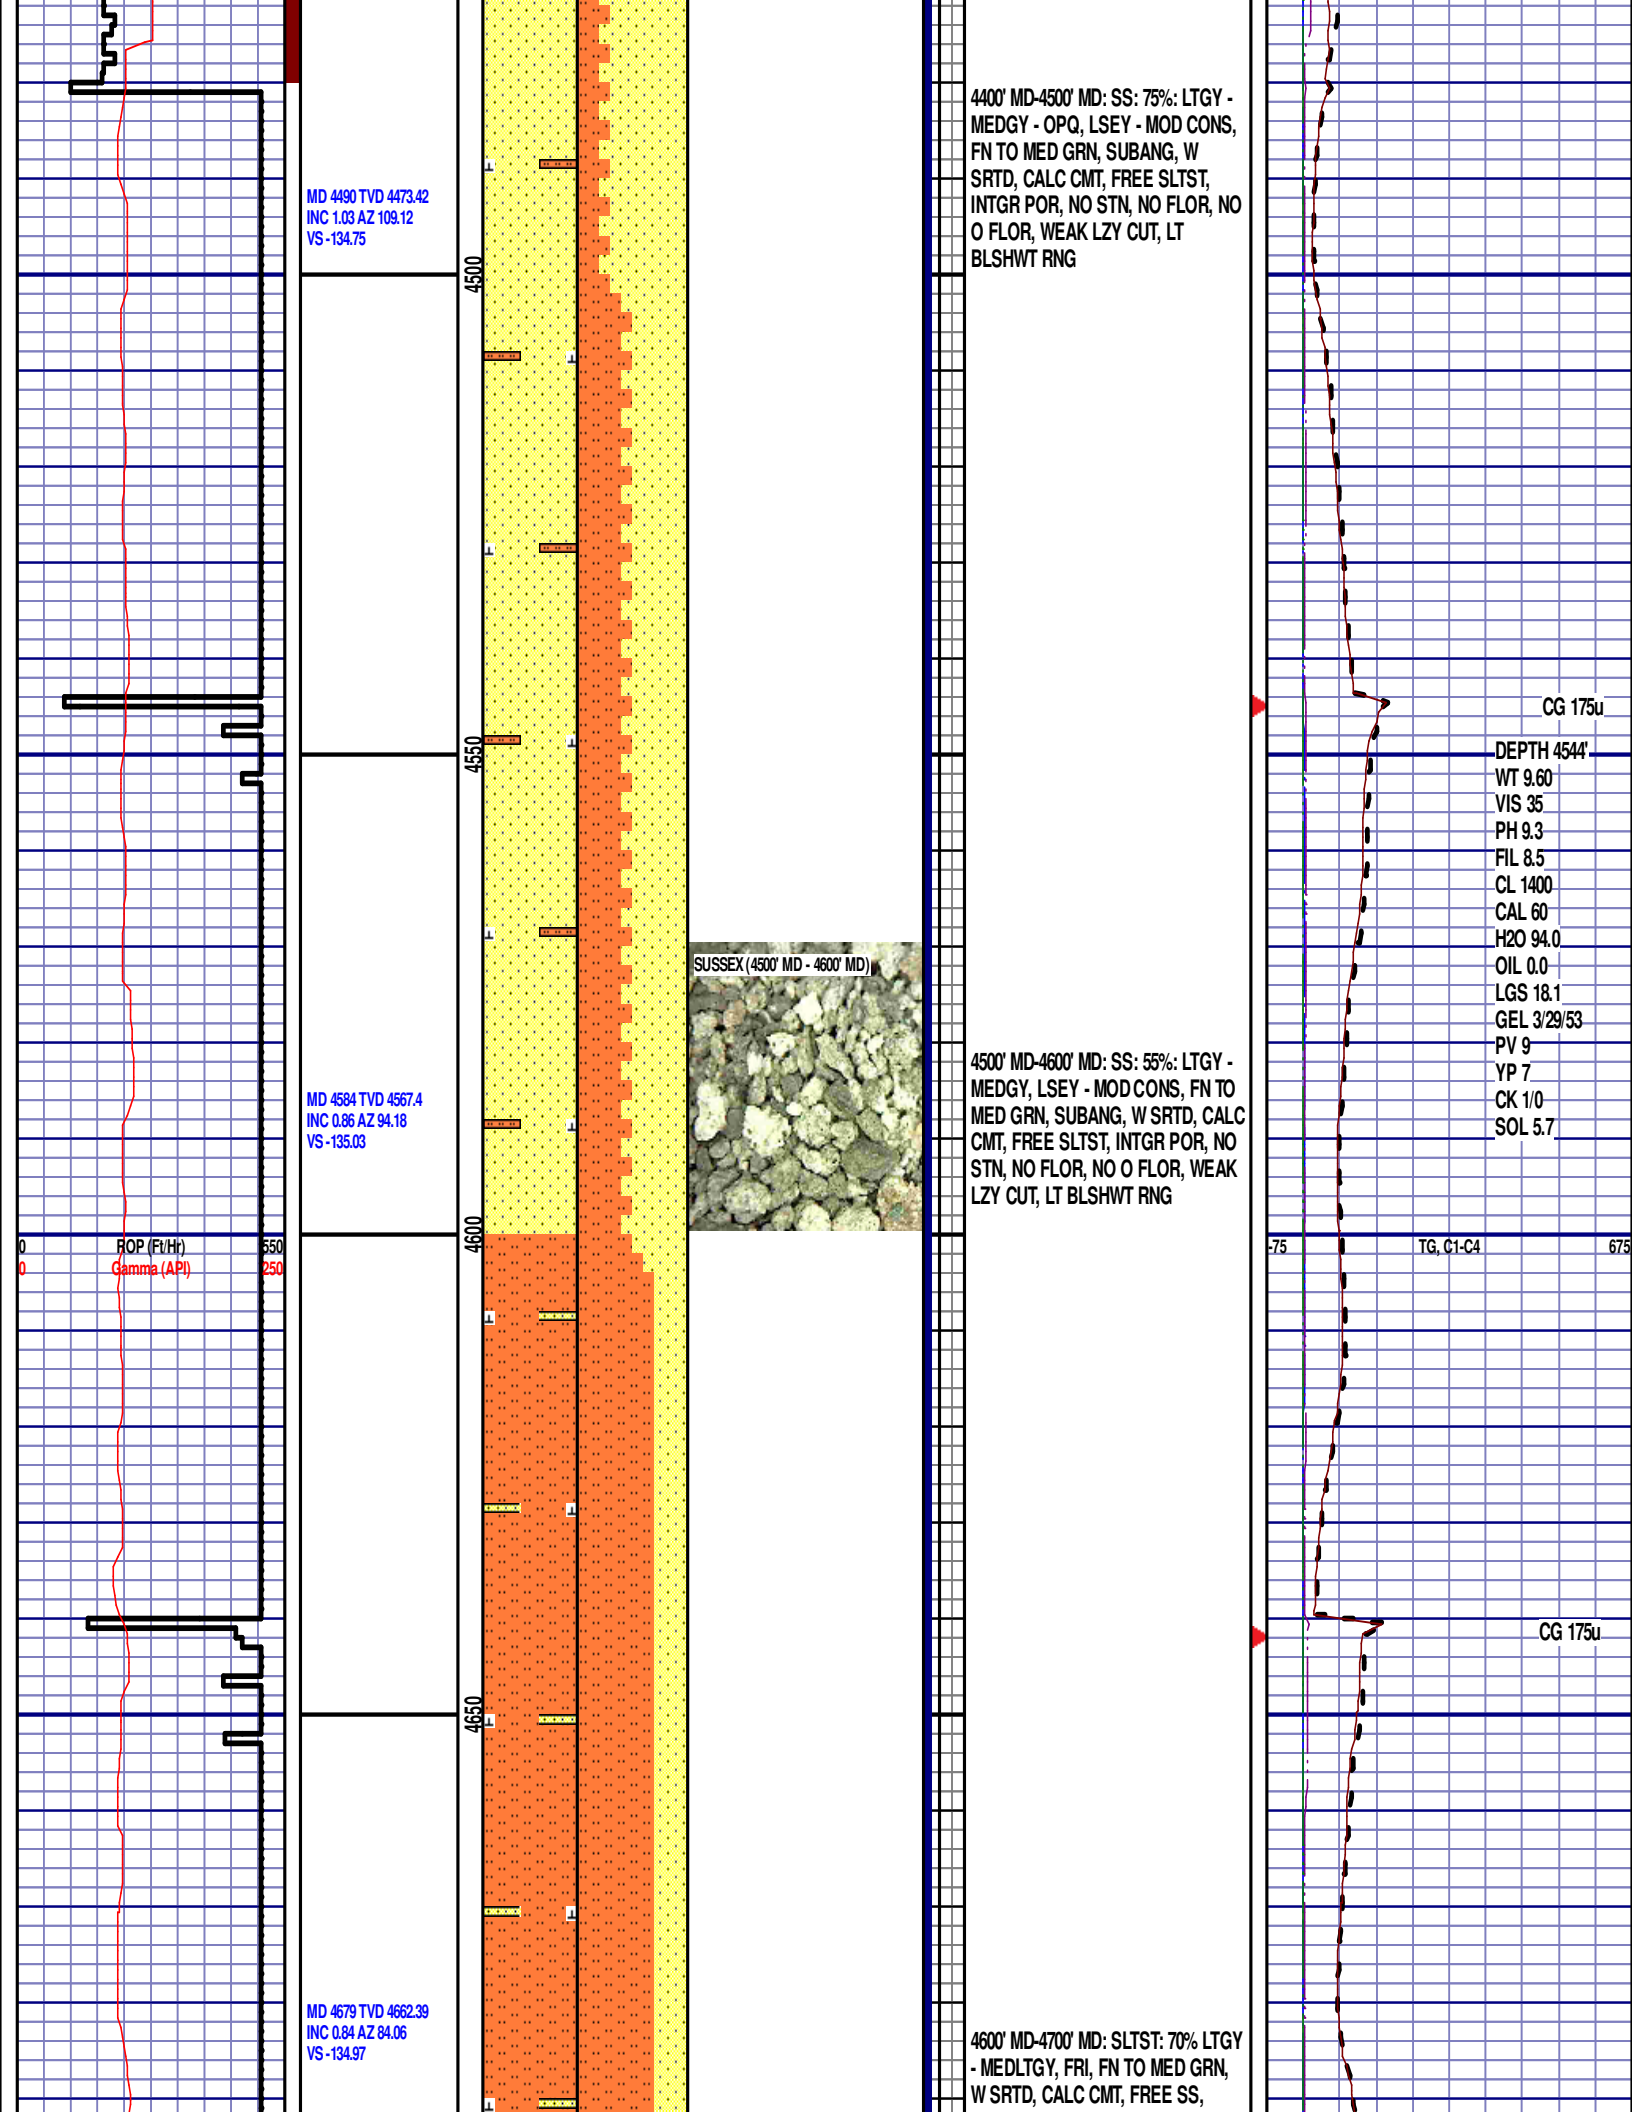 4400' MD-4500' MD: SS: 75%: LTGY -
MEDGY - OPQ, LSEY - MOD CONS,
FN TO MED GRN, SUBANG, W
SRTD, CALC CMT, FREE SLTST,
INTGR POR, NO STN, NO FLOR, NO
O FLOR, WEAK LZY CUT, LT
BLSHWT RNG
MD 4490 TVD 4473.42
INC 1.03 AZ 109.12
VS -134.75
4500
CG 175u
4550
DEPTH 4544'
WT 9.60
VIS 35
PH 9.3
FIL 8.5
CL 1400
CAL 60
H2O 94.0
OIL 0.0
LGS 18.1
GEL 3/29/53
PV 9
YP 7
CK 1/0
SOL 5.7
SUSSEX (4500' MD - 4600' MD)
4500' MD-4600' MD: SS: 55%: LTGY -
MEDGY, LSEY - MOD CONS, FN TO
MED GRN, SUBANG, W SRTD, CALC
CMT, FREE SLTST, INTGR POR, NO
STN, NO FLOR, NO O FLOR, WEAK
LZY CUT, LT BLSHWT RNG
MD 4584 TVD 4567.4
INC 0.86 AZ 94.18
VS -135.03
4600
0 ROP (Ft/Hr) 550
0 Gamma (API) 250
-75 TG, C1-C4 675
CG 175u
4650
MD 4679 TVD 4662.39
INC 0.84 AZ 84.06
VS -134.97
4600' MD-4700' MD: SLTST: 70% LTGY
- MEDLTGY, FRI, FN TO MED GRN,
W SRTD, CALC CMT, FREE SS,